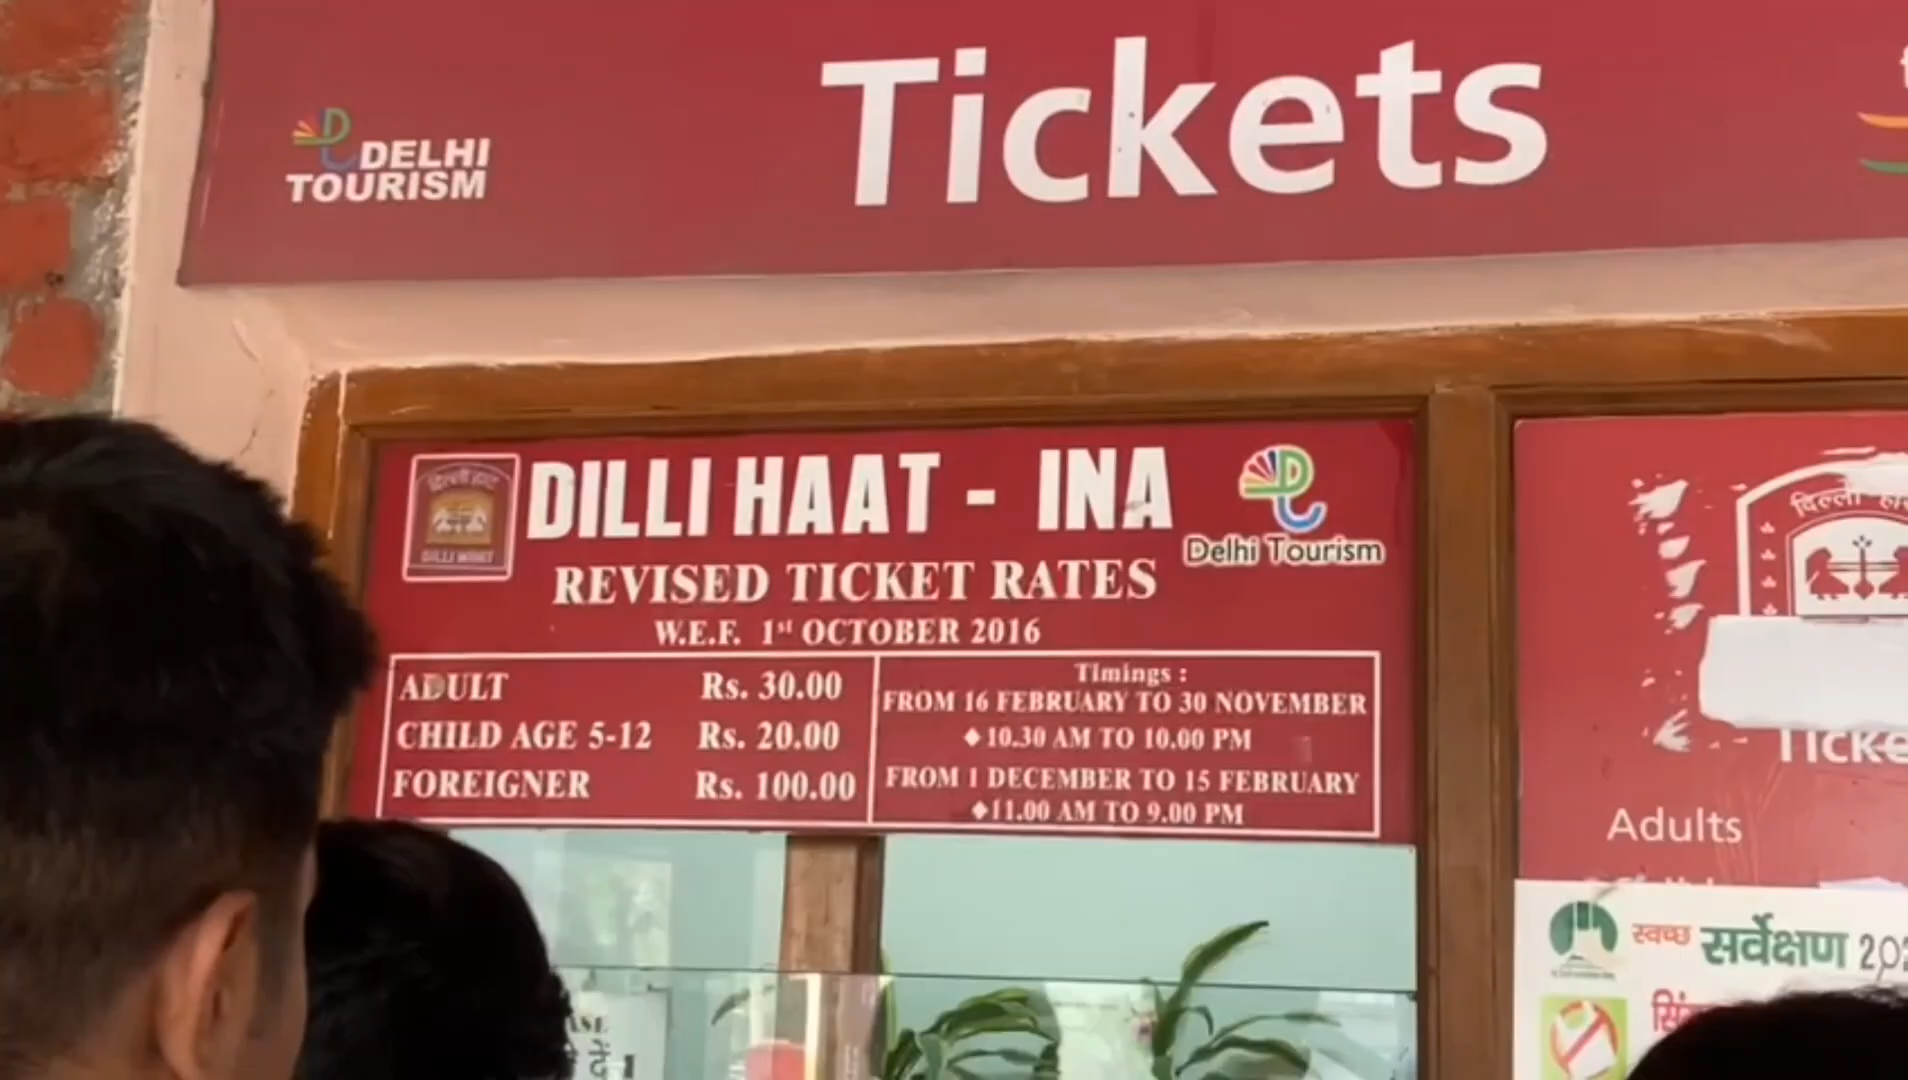 Tickets
DELHI
TOURISM
दिल्ली हाट
DILLI HAAT
DILLI HAAT - INA
Delhi Tourism
REVISED TICKET RATES
W.E.F. 1st OCTOBER 2016
ADULT Rs. 30.00
CHILD AGE 5-12 Rs. 20.00
FOREIGNER Rs. 100.00
Timings :
FROM 16 FEBRUARY TO 30 NOVEMBER
♦10.30 AM TO 10.00 PM
FROM 1 DECEMBER TO 15 FEBRUARY
♦11.00 AM TO 9.00 PM
दिल्ली
Adults
स्वच्छ सर्वेक्षण